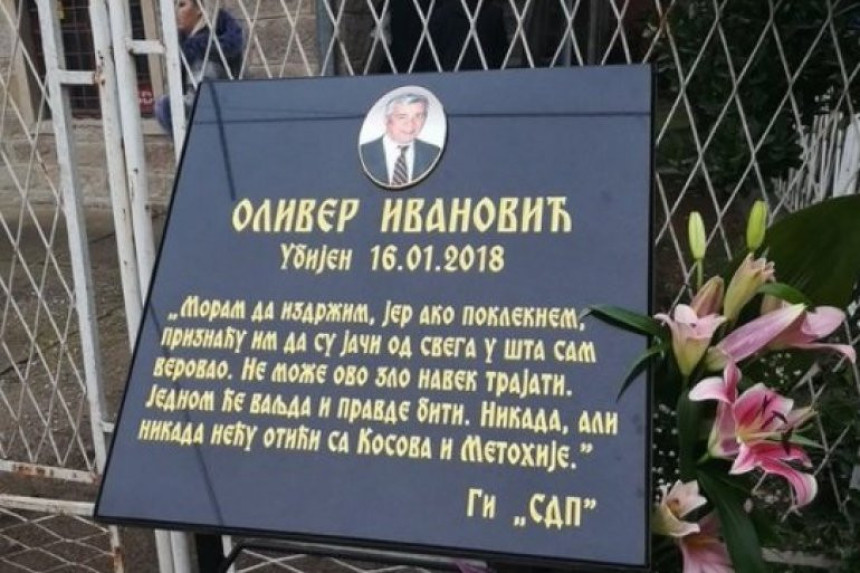 ОЛИВЕР ИВАНОВИЋ
Убијен 16.01.2018
„Морам да издржим, јер ако поклекнем,
признаћу им да су јачи од свега у шта сам
веровао. Не може ово зло навек трајати.
Једном ће ваљда и правде бити. Никада, али
никада нећу отићи са Косова и Метохије.”
Ги „СДП”